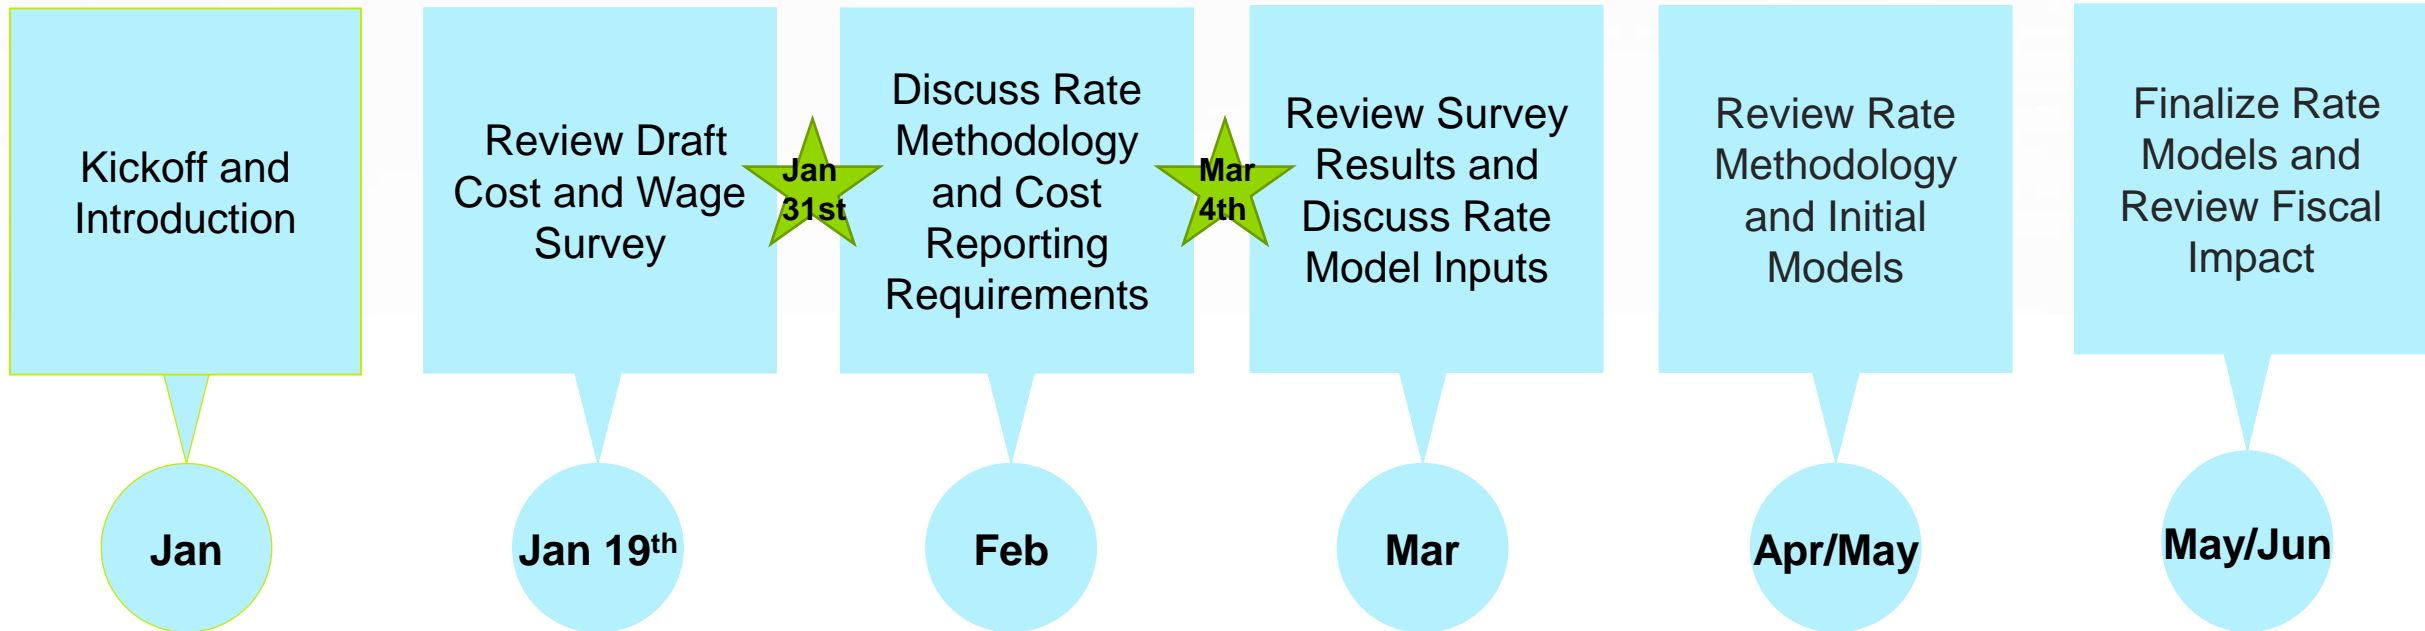 Kickoff and
Introduction
Review Draft
Cost and Wage
Survey
Jan
31st
Discuss Rate
Methodology
and Cost
Reporting
Requirements
Mar
4th
Review Survey
Results and
Discuss Rate
Model Inputs
Review Rate
Methodology
and Initial
Models
Finalize Rate
Models and
Review Fiscal
Impact
Jan
Jan 19th
Feb
Mar
Apr/May
May/Jun